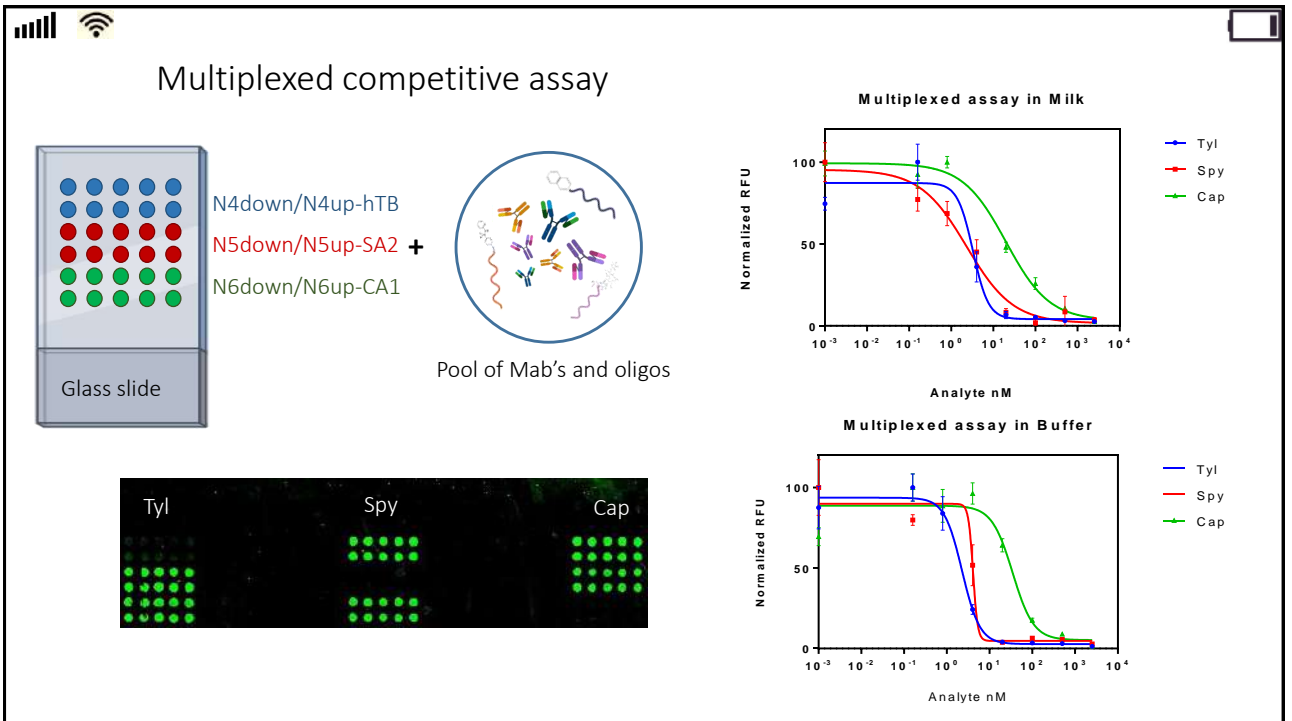 Multiplexed competitive assay
N4down/N4up-hTB
N5down/N5up-SA2 +
N6down/N6up-CA1
Glass slide
Pool of Mab's and oligos
Tyl Spy Cap
Multiplexed assay in Milk
Normalized RFU
100
50
0
10⁻³ 10⁻² 10⁻¹ 10⁰ 10¹ 10² 10³ 10⁴
Analyte nM
Tyl
Spy
Cap
Multiplexed assay in Buffer
Normalized RFU
100
50
0
10⁻³ 10⁻² 10⁻¹ 10⁰ 10¹ 10² 10³ 10⁴
Analyte nM
Tyl
Spy
Cap